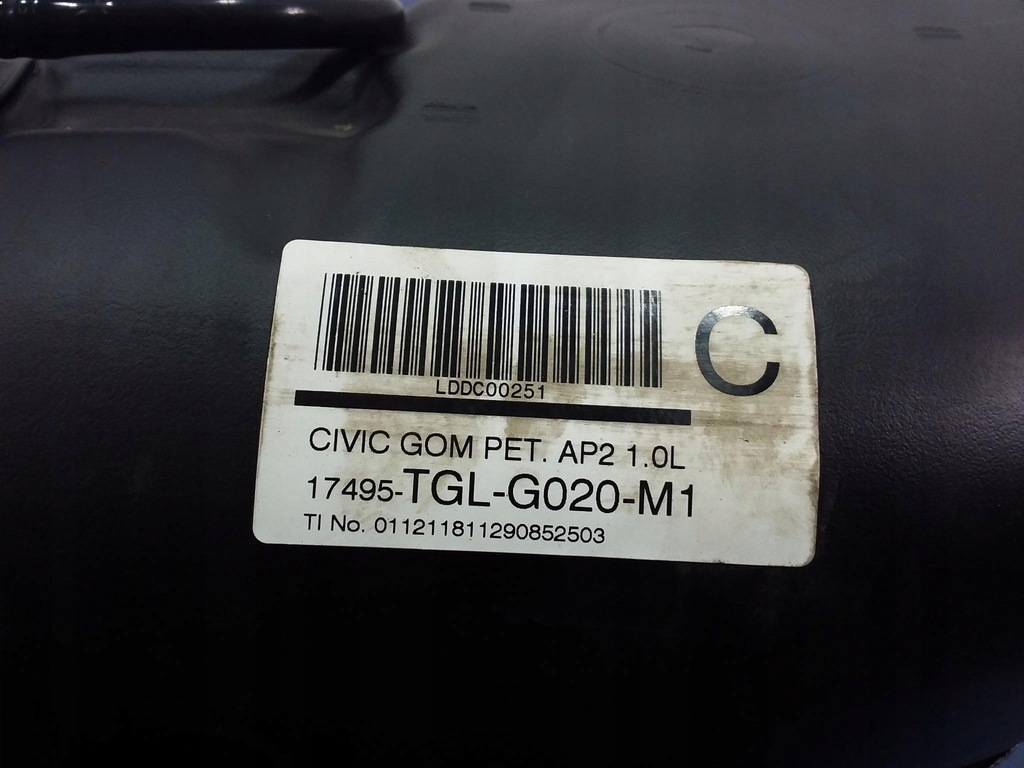 C
LDDC00251
CIVIC GOM PET. AP2 1.0L
17495-TGL-G020-M1
TI No. 011211811290852503